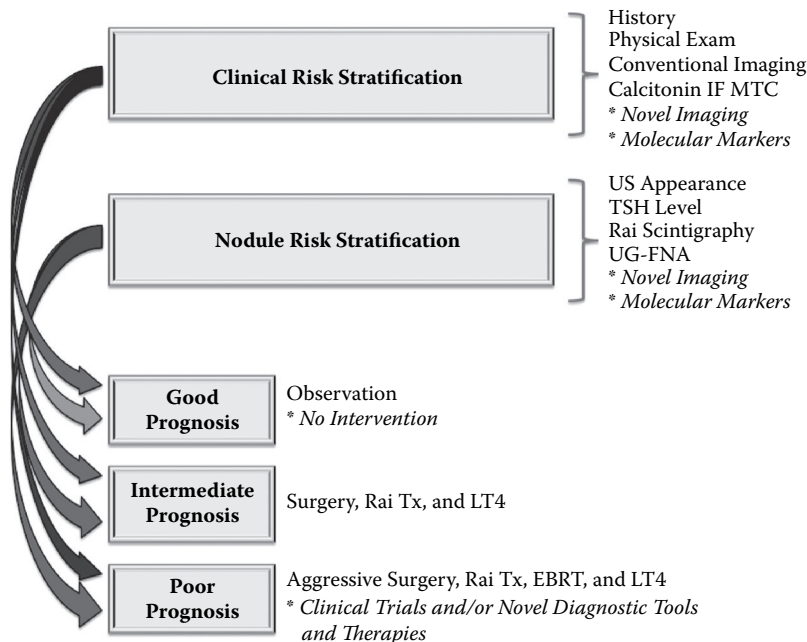 Clinical Risk Stratification
History
Physical Exam
Conventional Imaging
Calcitonin IF MTC
* Novel Imaging
* Molecular Markers
Nodule Risk Stratification
US Appearance
TSH Level
Rai Scintigraphy
UG-FNA
* Novel Imaging
* Molecular Markers
Good
Prognosis
Observation
* No Intervention
Intermediate
Prognosis
Surgery, Rai Tx, and LT4
Poor
Prognosis
Aggressive Surgery, Rai Tx, EBRT, and LT4
* Clinical Trials and/or Novel Diagnostic Tools
and Therapies